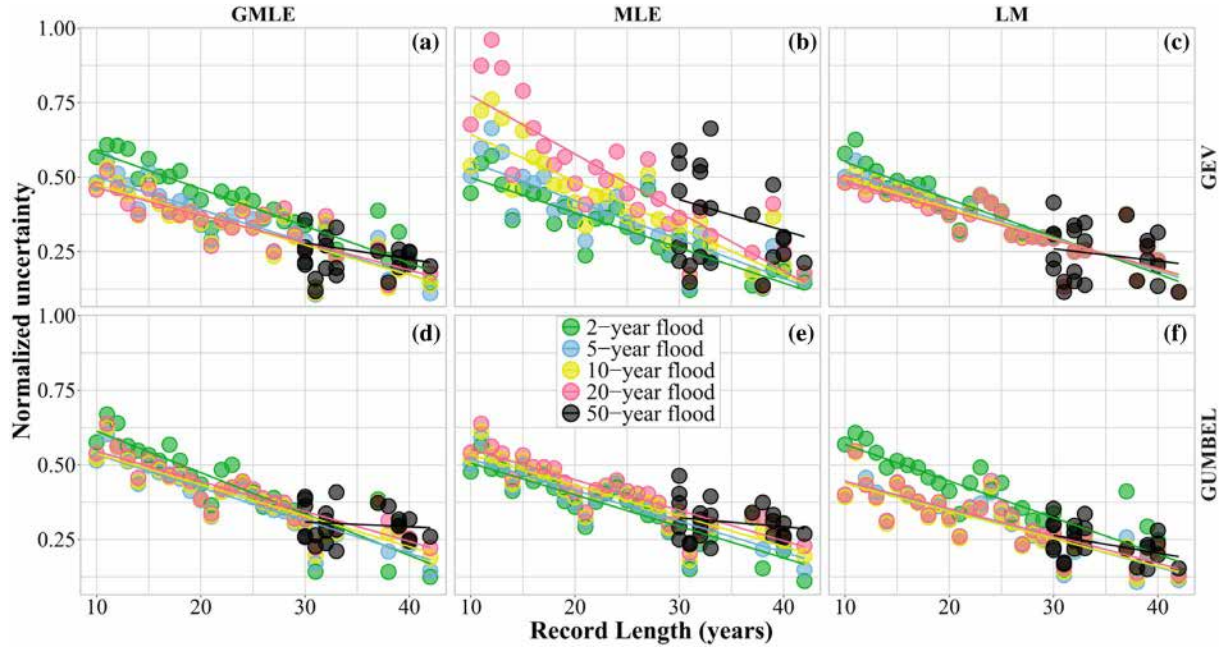 GMLE MLE LM
1.00 (a) (b) (c)
0.75
0.50
0.25
GEV
Normalized uncertainty
1.00 (d) (e) (f)
2-year flood
5-year flood
10-year flood
20-year flood
50-year flood
0.75
0.50
0.25
GUMBEL
10 20 30 40 10 20 30 40 10 20 30 40
Record Length (years)